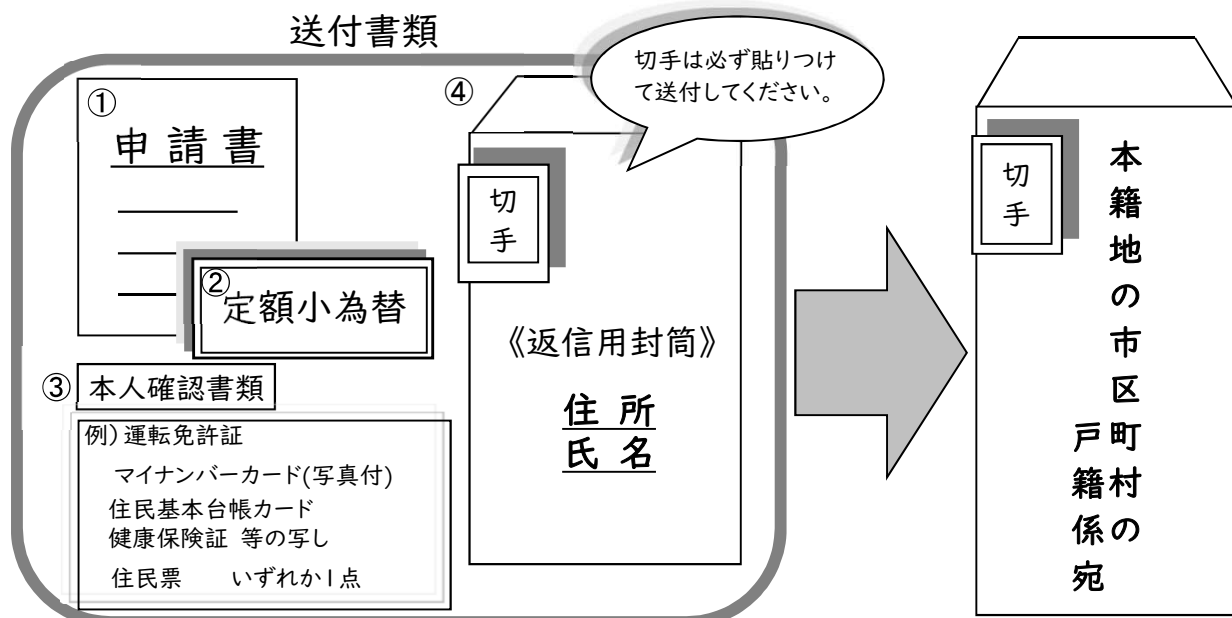 送付書類
①
申請書
②
定額小為替
③ 本人確認書類
例）運転免許証
マイナンバーカード(写真付)
住民基本台帳カード
健康保険証 等の写し
住民票 いずれか1点
④
切手は必ず貼りつけ
て送付してください。
切手
《返信用封筒》
住所
氏名
切手
本籍地の市区町村の
戸籍係宛